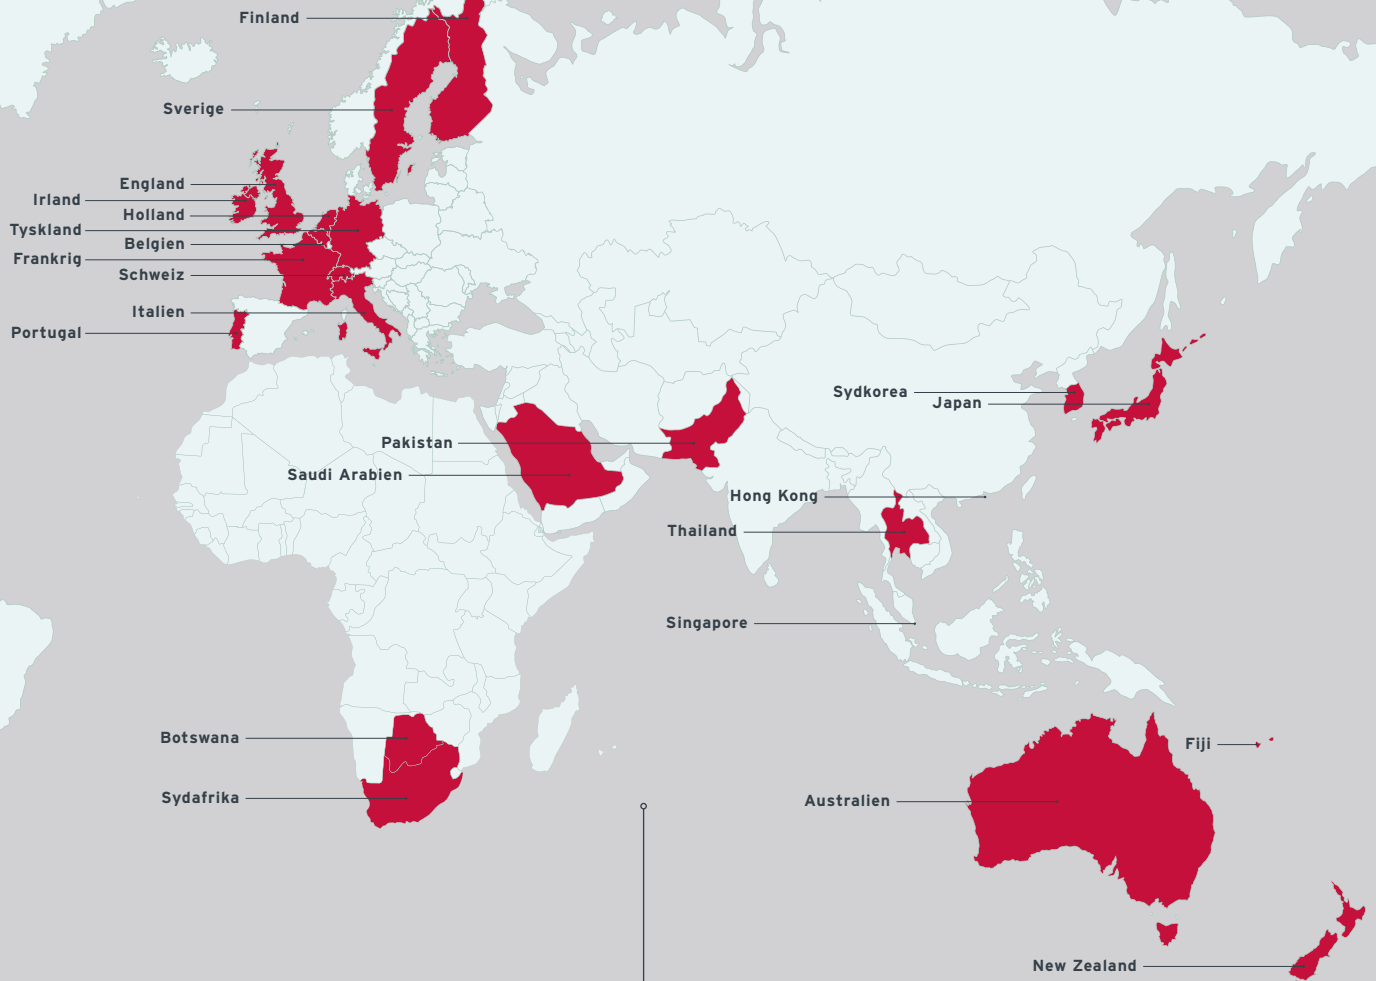 Finland
Sverige
England
Irland
Holland
Tyskland
Belgien
Frankrig
Schweiz
Italien
Portugal
Sydkorea
Japan
Pakistan
Saudi Arabien
Hong Kong
Thailand
Singapore
Botswana
Fiji
Sydafrika
Australien
New Zealand